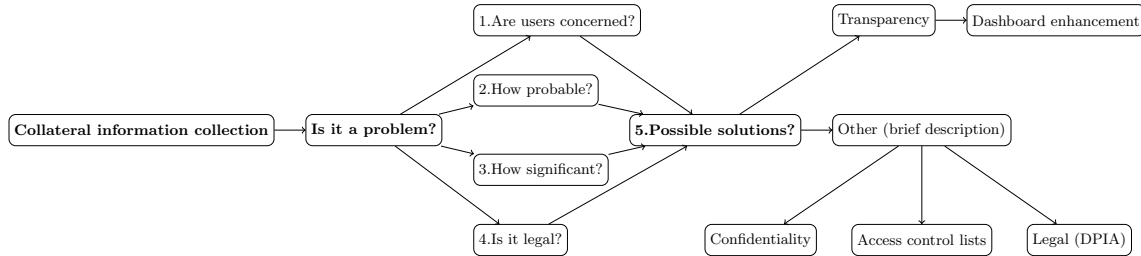 1.Are users concerned?
Transparency
Dashboard enhancement
2.How probable?
Collateral information collection
Is it a problem?
5.Possible solutions?
Other (brief description)
3.How significant?
4.Is it legal?
Confidentiality
Access control lists
Legal (DPIA)